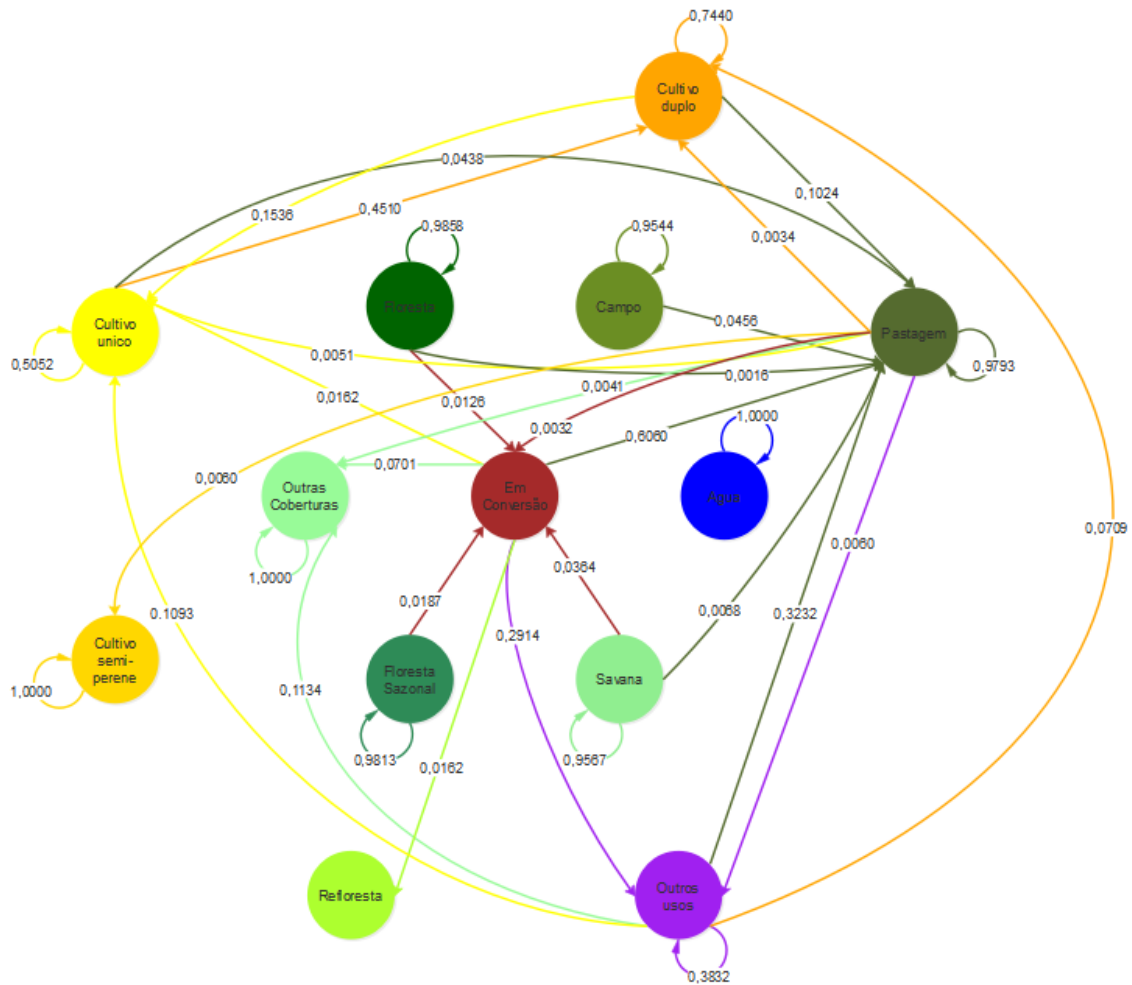 0,7440
Cultivo
duplo
0,0438
0,1024
0,1536
0,4510
0,0034
0,9858
0,9544
Floresta
Campo
0,0456
Cultivo
unico
Pastagem
0,5052
0,0051
0,0016
0,9793
0,0041
0,0162
0,0126
0,0032
0,6060
1,0000
0,0701
0,0060
Outras
Coberturas
Em
Conversão
Agua
0,0709
0,0060
1,0000
0,0364
0,0187
0,0068
0,3232
0.1093
0,2914
Cultivo
semi-
perene
Floresta
Sazonal
Savana
1,0000
0,1134
0,9813
0,9567
0,0162
Refloresta
Outros
usos
0,3832